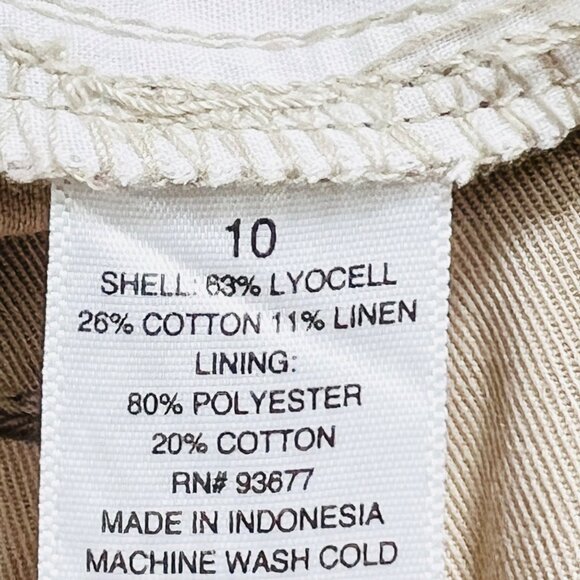 10
SHELL: 63% LYOCELL
26% COTTON 11% LINEN
LINING:
80% POLYESTER
20% COTTON
RN# 93677
MADE IN INDONESIA
MACHINE WASH COLD